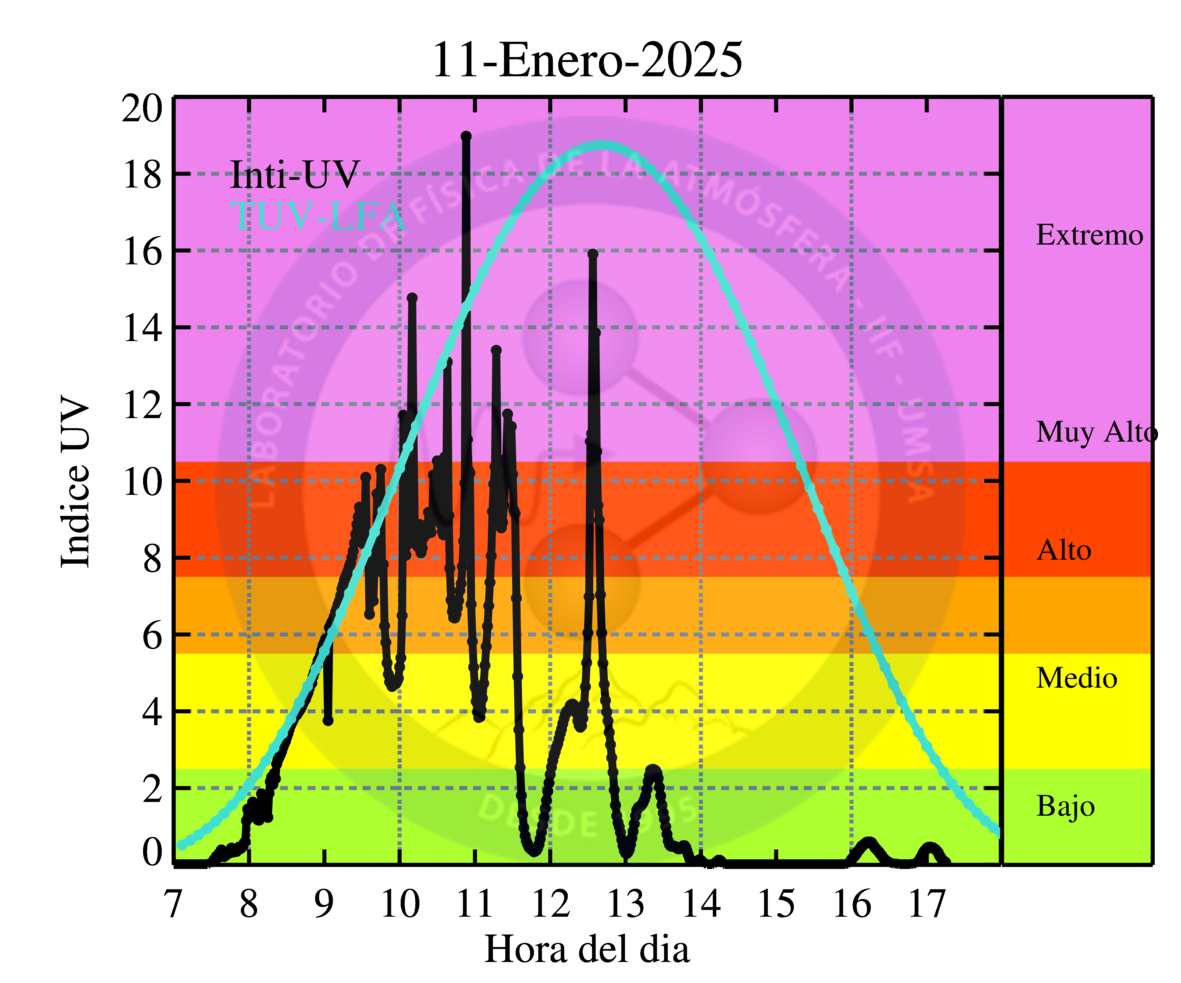 11-Enero-2025
Indice UV
20
18
16
14
12
10
8
6
4
2
0
Inti-UV
TUV-LFA
LABORATORIO DE FÍSICA DE LA ATMÓSFERA - IIF - UMSA
Extremo
Muy Alto
Alto
Medio
Bajo
7 8 9 10 11 12 13 14 15 16 17
Hora del dia